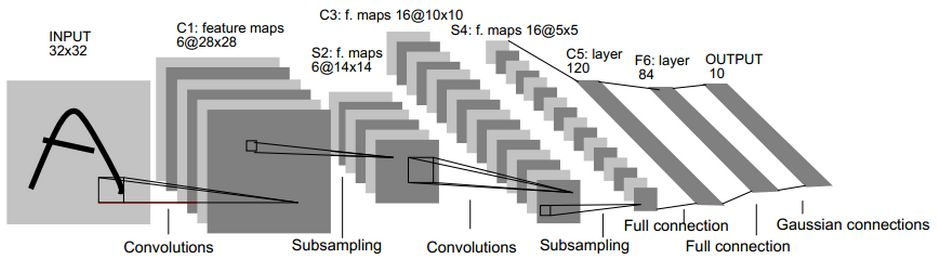 INPUT
32x32
C1: feature maps
6@28x28
S2: f. maps
6@14x14
C3: f. maps 16@10x10
S4: f. maps 16@5x5
C5: layer
120
F6: layer
84
OUTPUT
10
Convolutions
Subsampling
Convolutions
Subsampling
Full connection
Full connection
Gaussian connections